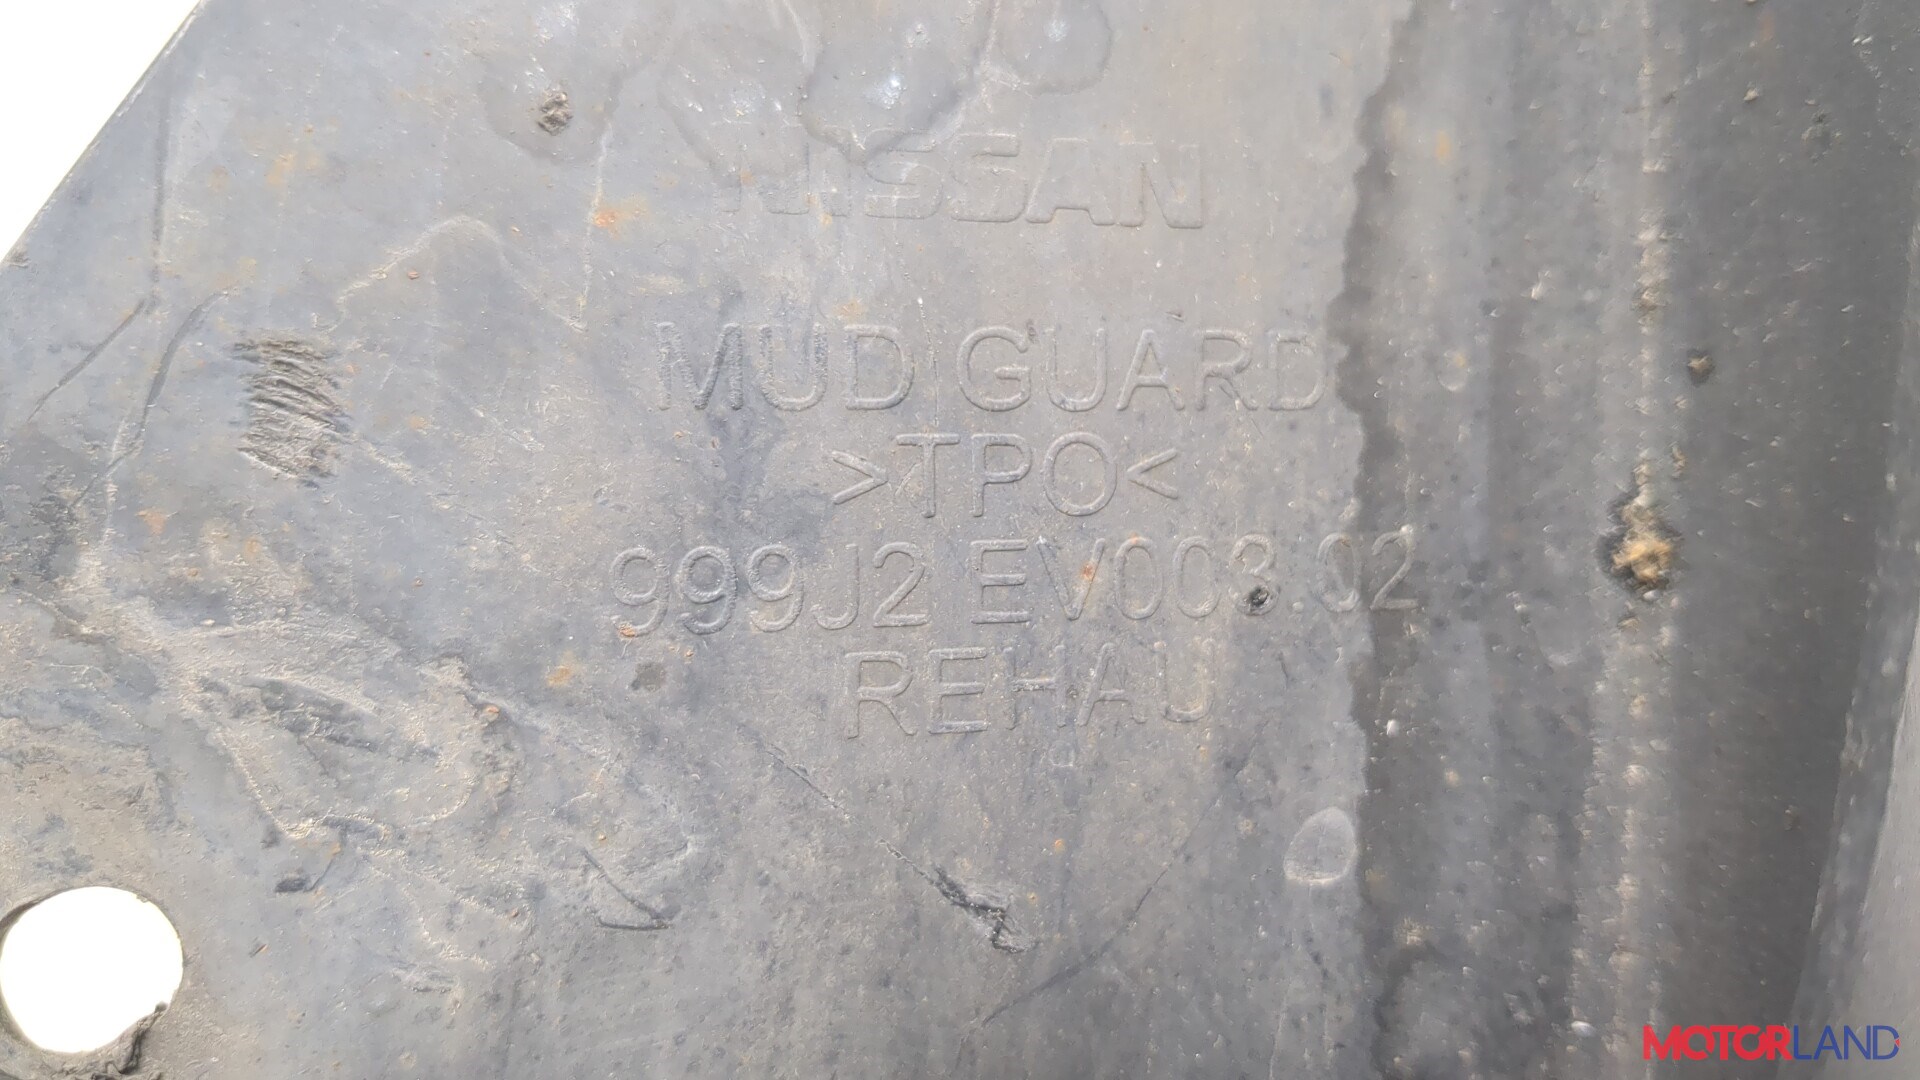 NISSAN
MUD GUARD
>TPO<
999J2 EV003.02
REHAU
MOTORLAND